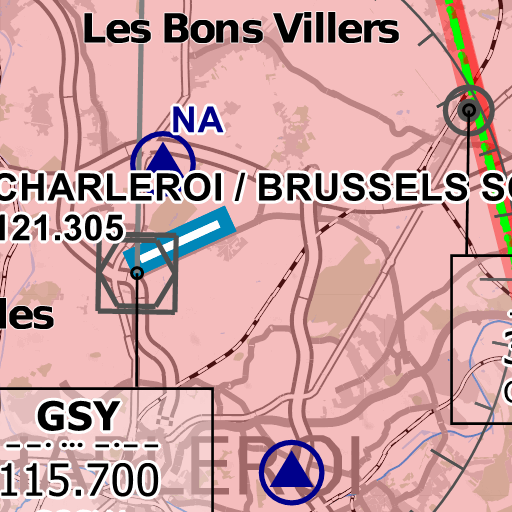 Les Bons Villers
NA
CHARLEROI / BRUSSELS SO
121.305
les
GSY
115.700